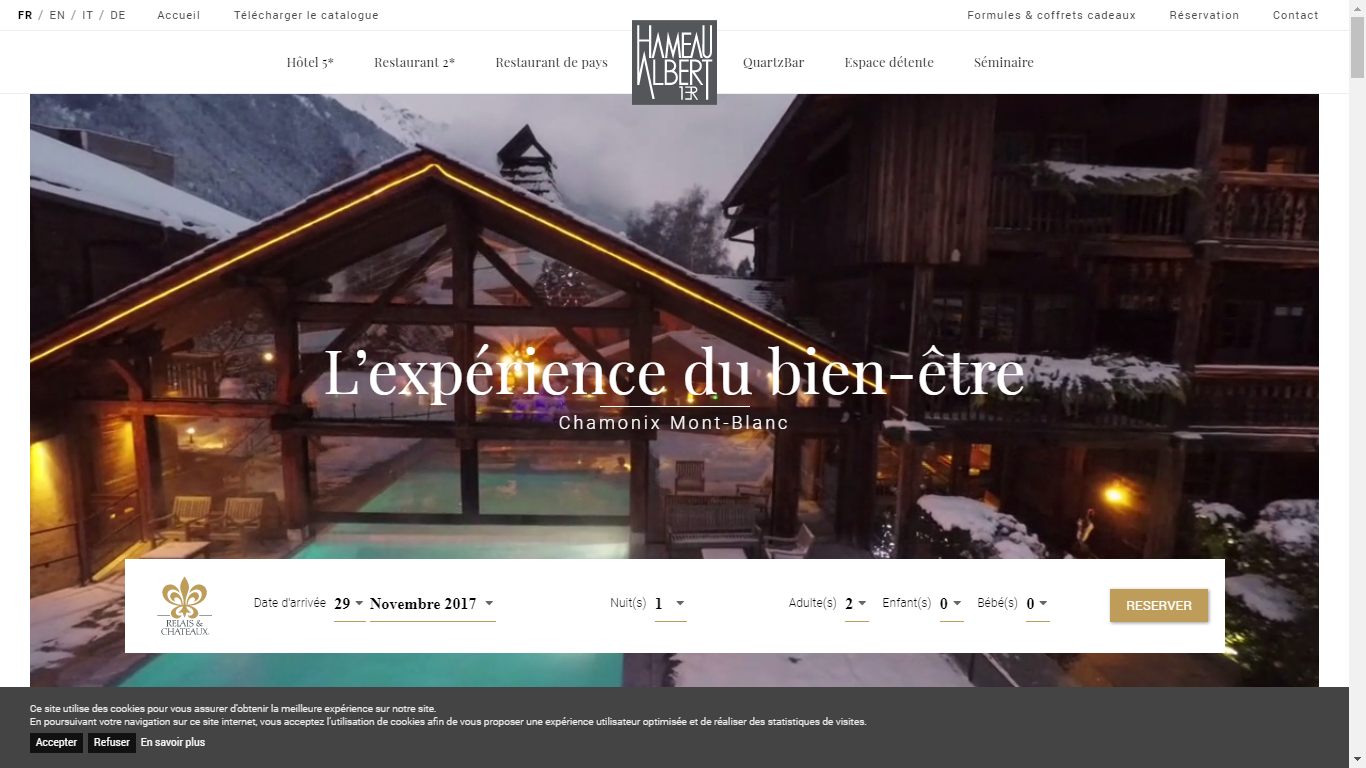 FR / EN / IT / DE Accueil Télécharger le catalogue Formules & coffrets cadeaux Réservation Contact
Hôtel 5* Restaurant 2* Restaurant de pays QuartzBar Espace détente Séminaire
HAMEAU
ALBERT
1ER
L’expérience du bien-être
Chamonix Mont-Blanc
RELAIS &
CHATEAUX
Date d'arrivée 29 Novembre 2017 Nuit(s) 1 Adulte(s) 2 Enfant(s) 0 Bébé(s) 0 RESERVER
Ce site utilise des cookies pour vous assurer d’obtenir la meilleure expérience sur notre site.
En poursuivant votre navigation sur ce site internet, vous acceptez l’utilisation de cookies afin de vous proposer une expérience utilisateur optimisée et de réaliser des statistiques de visites.
Accepter Refuser En savoir plus